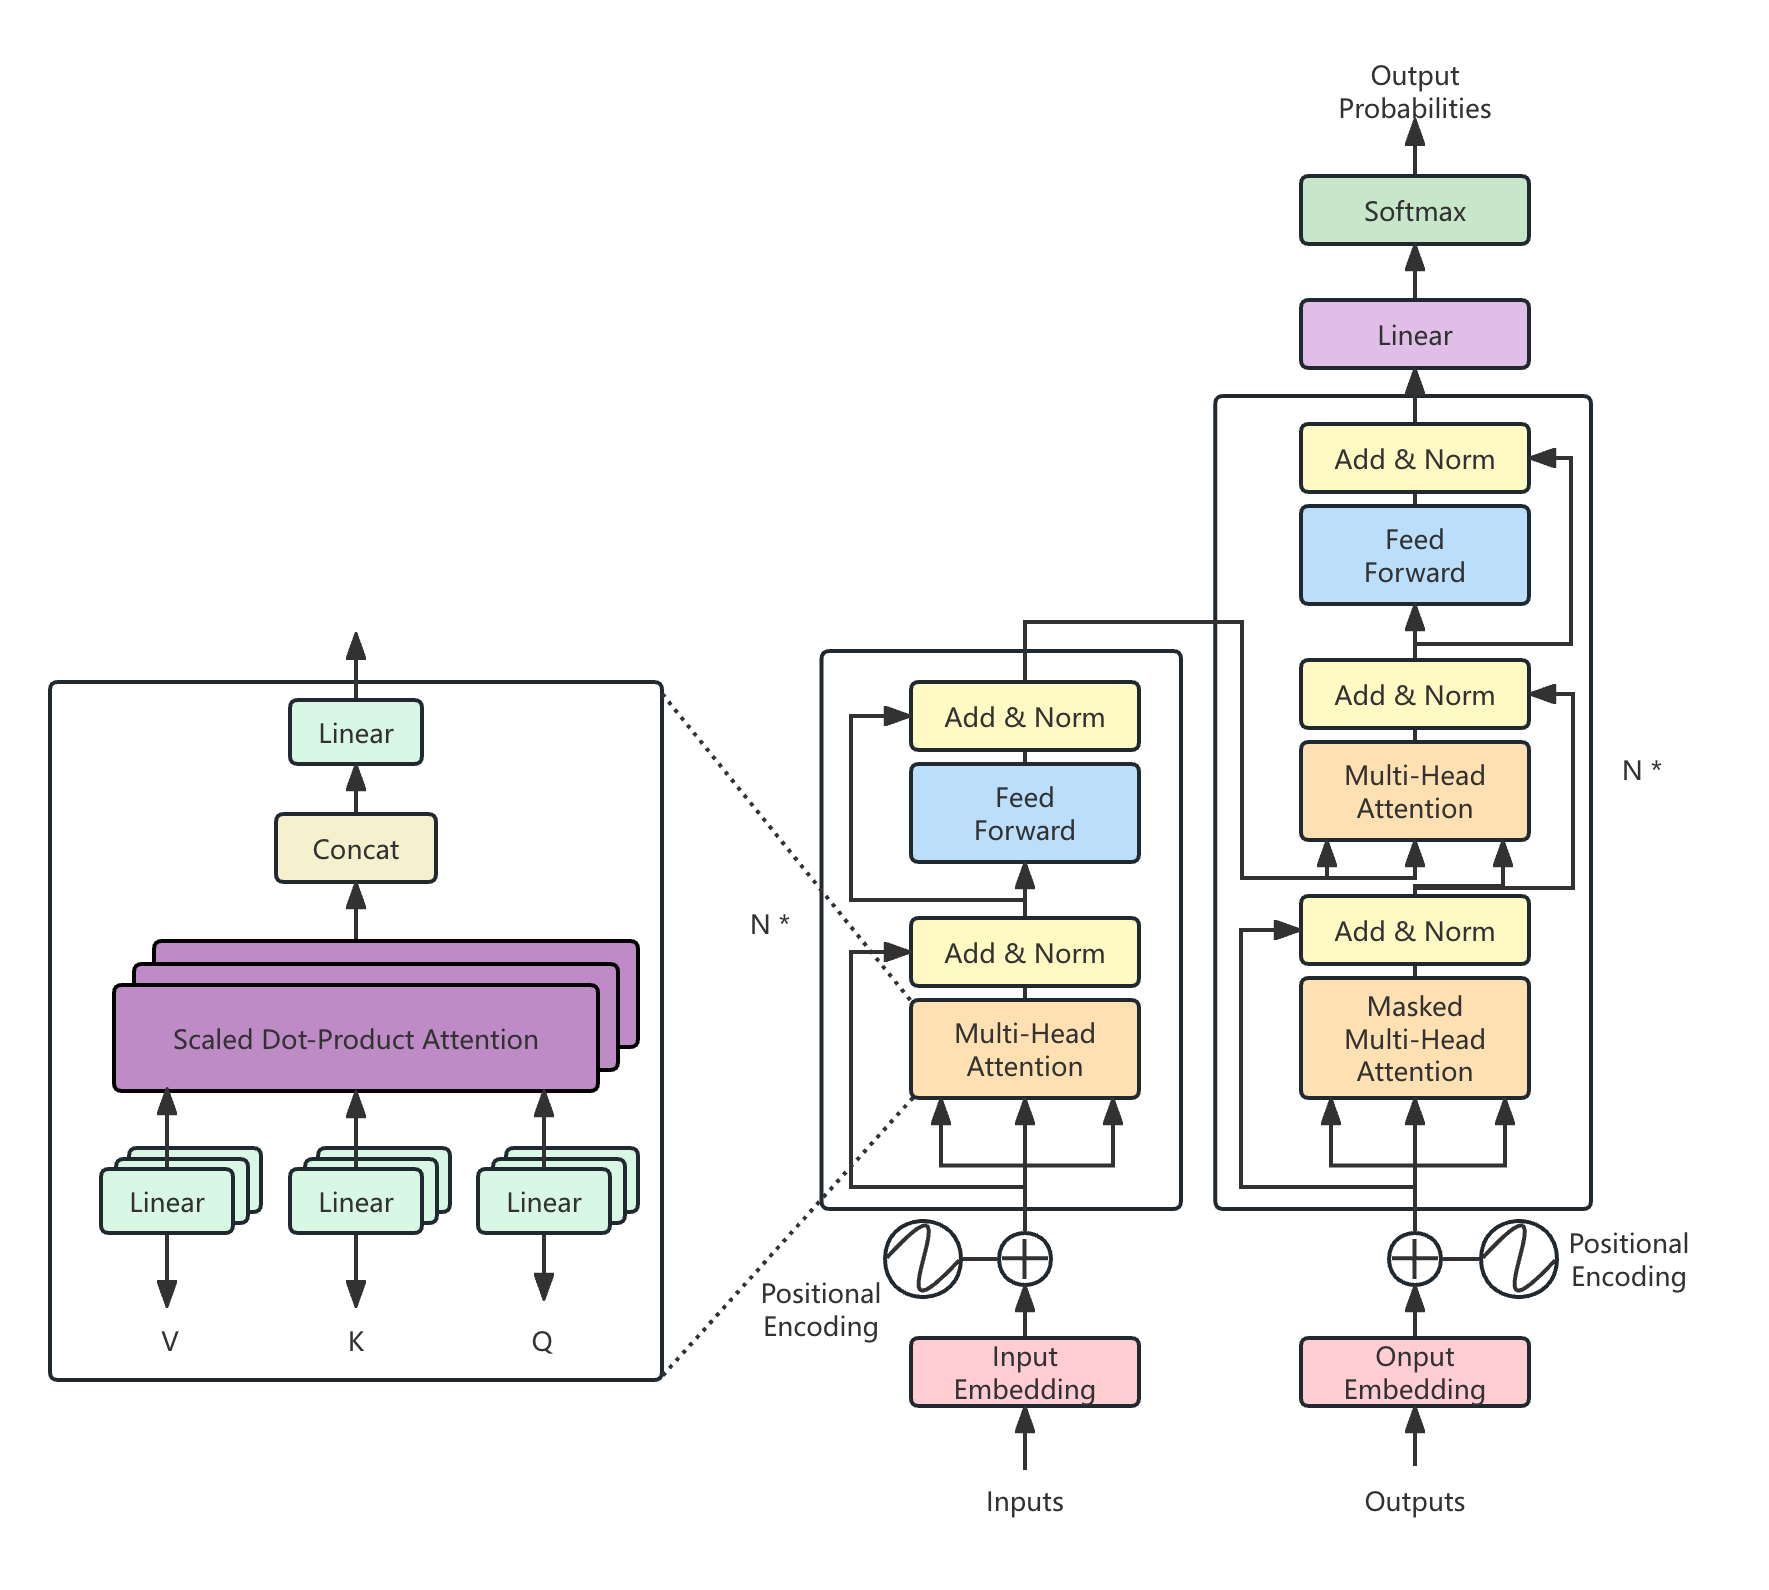 Output
Probabilities
Softmax
Linear
Add & Norm
Feed
Forward
Add & Norm
Multi-Head
Attention
N *
Add & Norm
Masked
Multi-Head
Attention
Positional
Encoding
Onput
Embedding
Outputs
Add & Norm
Feed
Forward
N *
Add & Norm
Multi-Head
Attention
Positional
Encoding
Input
Embedding
Inputs
Linear
Concat
Scaled Dot-Product Attention
Linear
Linear
Linear
V
K
Q